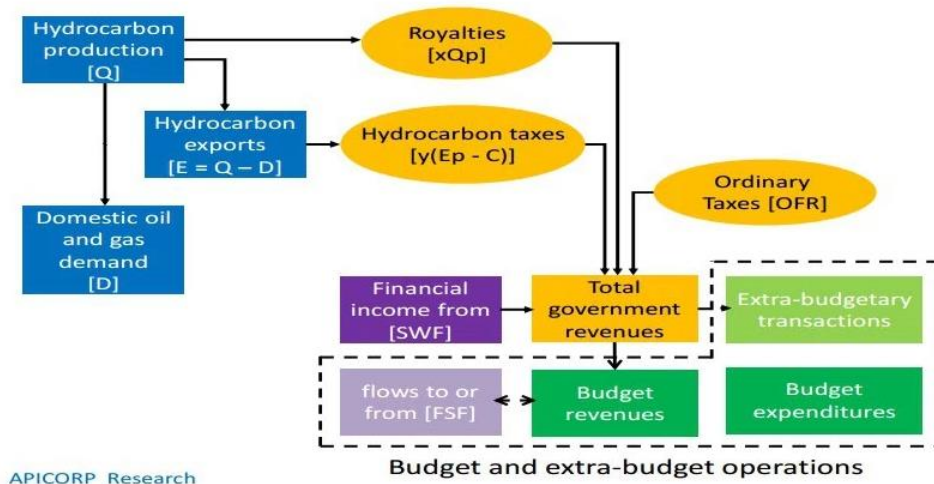 Hydrocarbon
production
[Q]
Royalties
[xQp]
Hydrocarbon
exports
[E = Q – D]
Hydrocarbon taxes
[y(Ep - C)]
Ordinary
Taxes [OFR]
Domestic oil
and gas
demand
[D]
Financial
income from
[SWF]
Total
government
revenues
Extra-budgetary
transactions
flows to or
from [FSF]
Budget
revenues
Budget
expenditures
Budget and extra-budget operations
APICORP Research